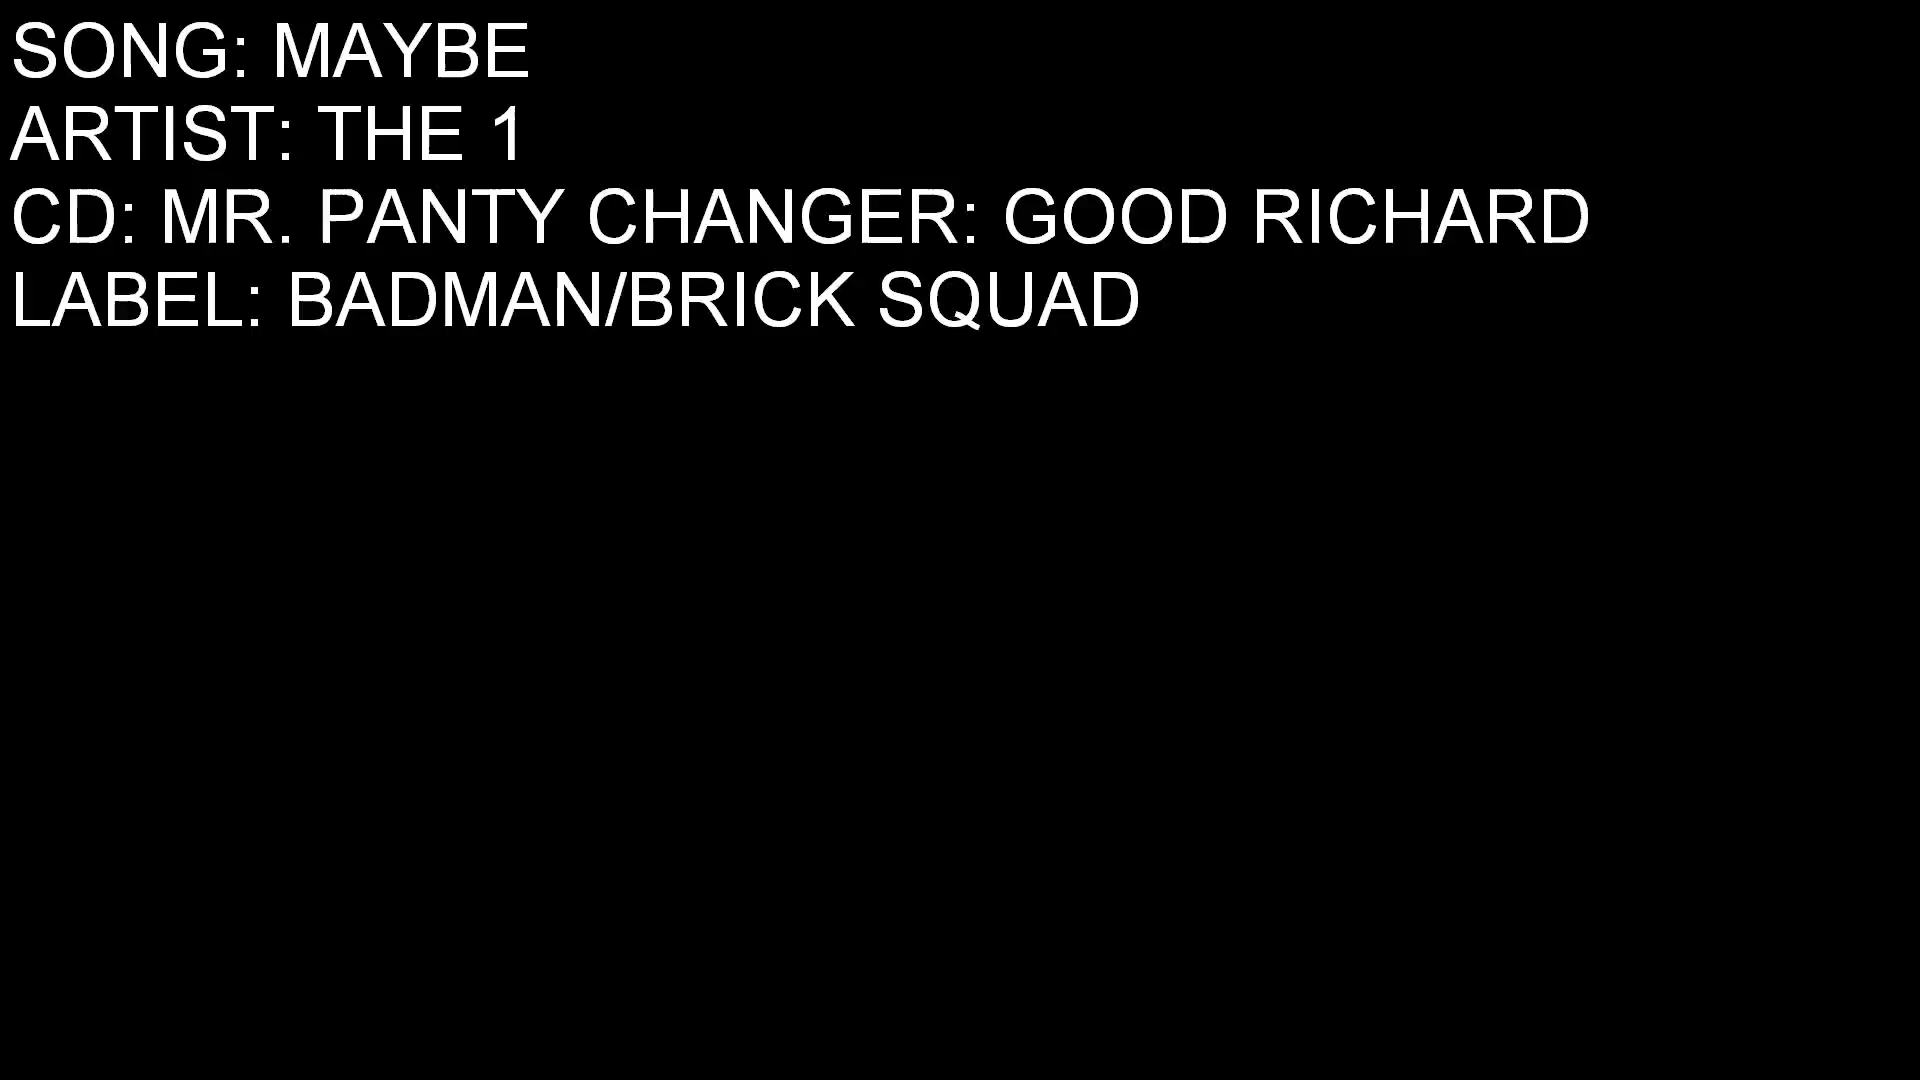 SONG: MAYBE
ARTIST: THE 1
CD: MR. PANTY CHANGER: GOOD RICHARD
LABEL: BADMAN/BRICK SQUAD